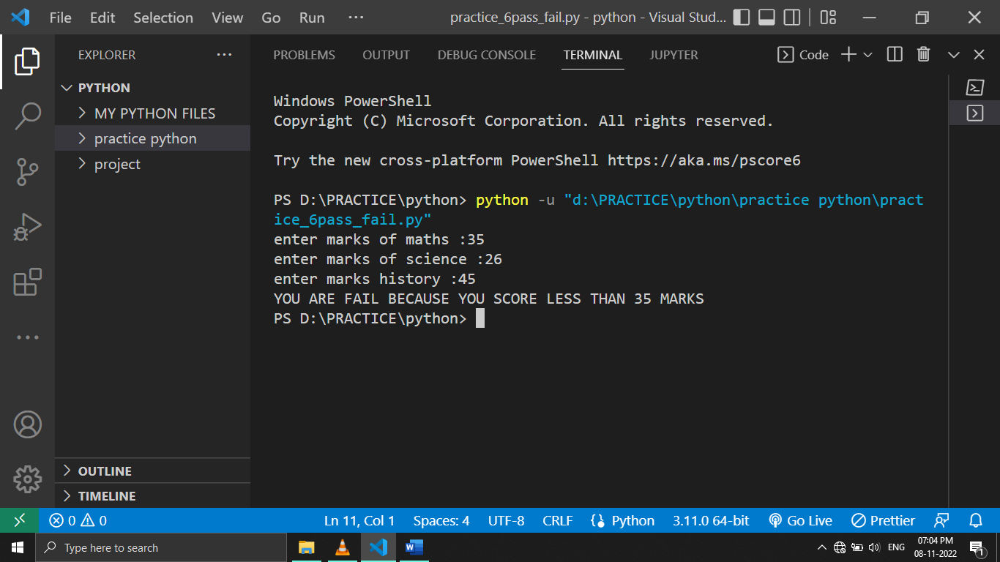 File Edit Selection View Go Run ··· practice_6pass_fail.py - python - Visual Stud...
EXPLORER ···
PYTHON
MY PYTHON FILES
practice python
project
OUTLINE
TIMELINE
PROBLEMS OUTPUT DEBUG CONSOLE TERMINAL JUPYTER Code
Windows PowerShell
Copyright (C) Microsoft Corporation. All rights reserved.
Try the new cross-platform PowerShell https://aka.ms/pscore6
PS D:\PRACTICE\python> python -u "d:\PRACTICE\python\practice python\pract
ice_6pass_fail.py"
enter marks of maths :35
enter marks of science :26
enter marks history :45
YOU ARE FAIL BECAUSE YOU SCORE LESS THAN 35 MARKS
PS D:\PRACTICE\python>
0 0 Ln 11, Col 1 Spaces: 4 UTF-8 CRLF Python 3.11.0 64-bit Go Live Prettier
Type here to search ENG 07:04 PM
08-11-2022 1